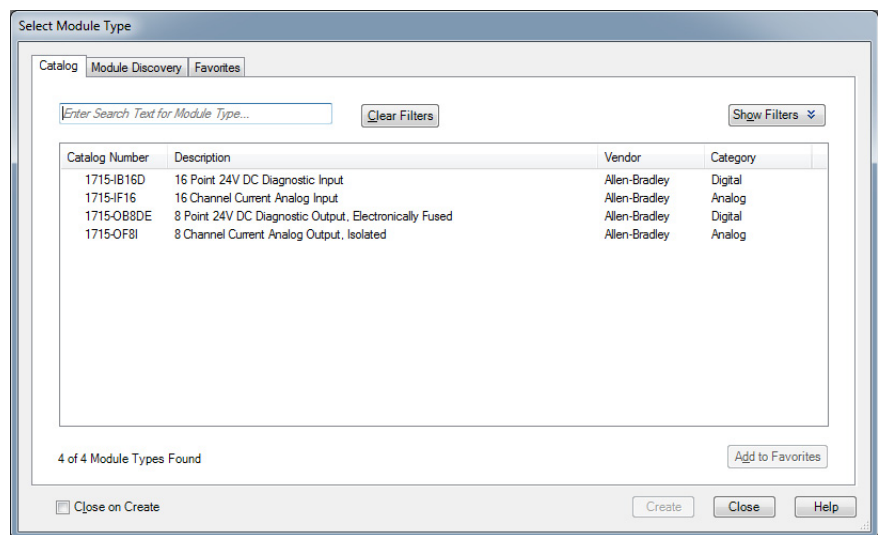 Select Module Type
Catalog Module Discovery Favorites
Enter Search Text for Module Type... Clear Filters Show Filters
Catalog Number Description Vendor Category
1715-IB16D 16 Point 24V DC Diagnostic Input Allen-Bradley Digital
1715-IF16 16 Channel Current Analog Input Allen-Bradley Analog
1715-OB8DE 8 Point 24V DC Diagnostic Output, Electronically Fused Allen-Bradley Digital
1715-OF8I 8 Channel Current Analog Output, Isolated Allen-Bradley Analog
4 of 4 Module Types Found Add to Favorites
Close on Create Create Close Help